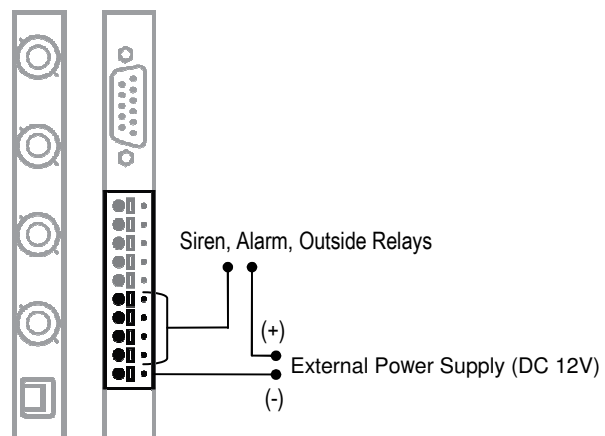 Siren, Alarm, Outside Relays
(+)
External Power Supply (DC 12V)
(-)